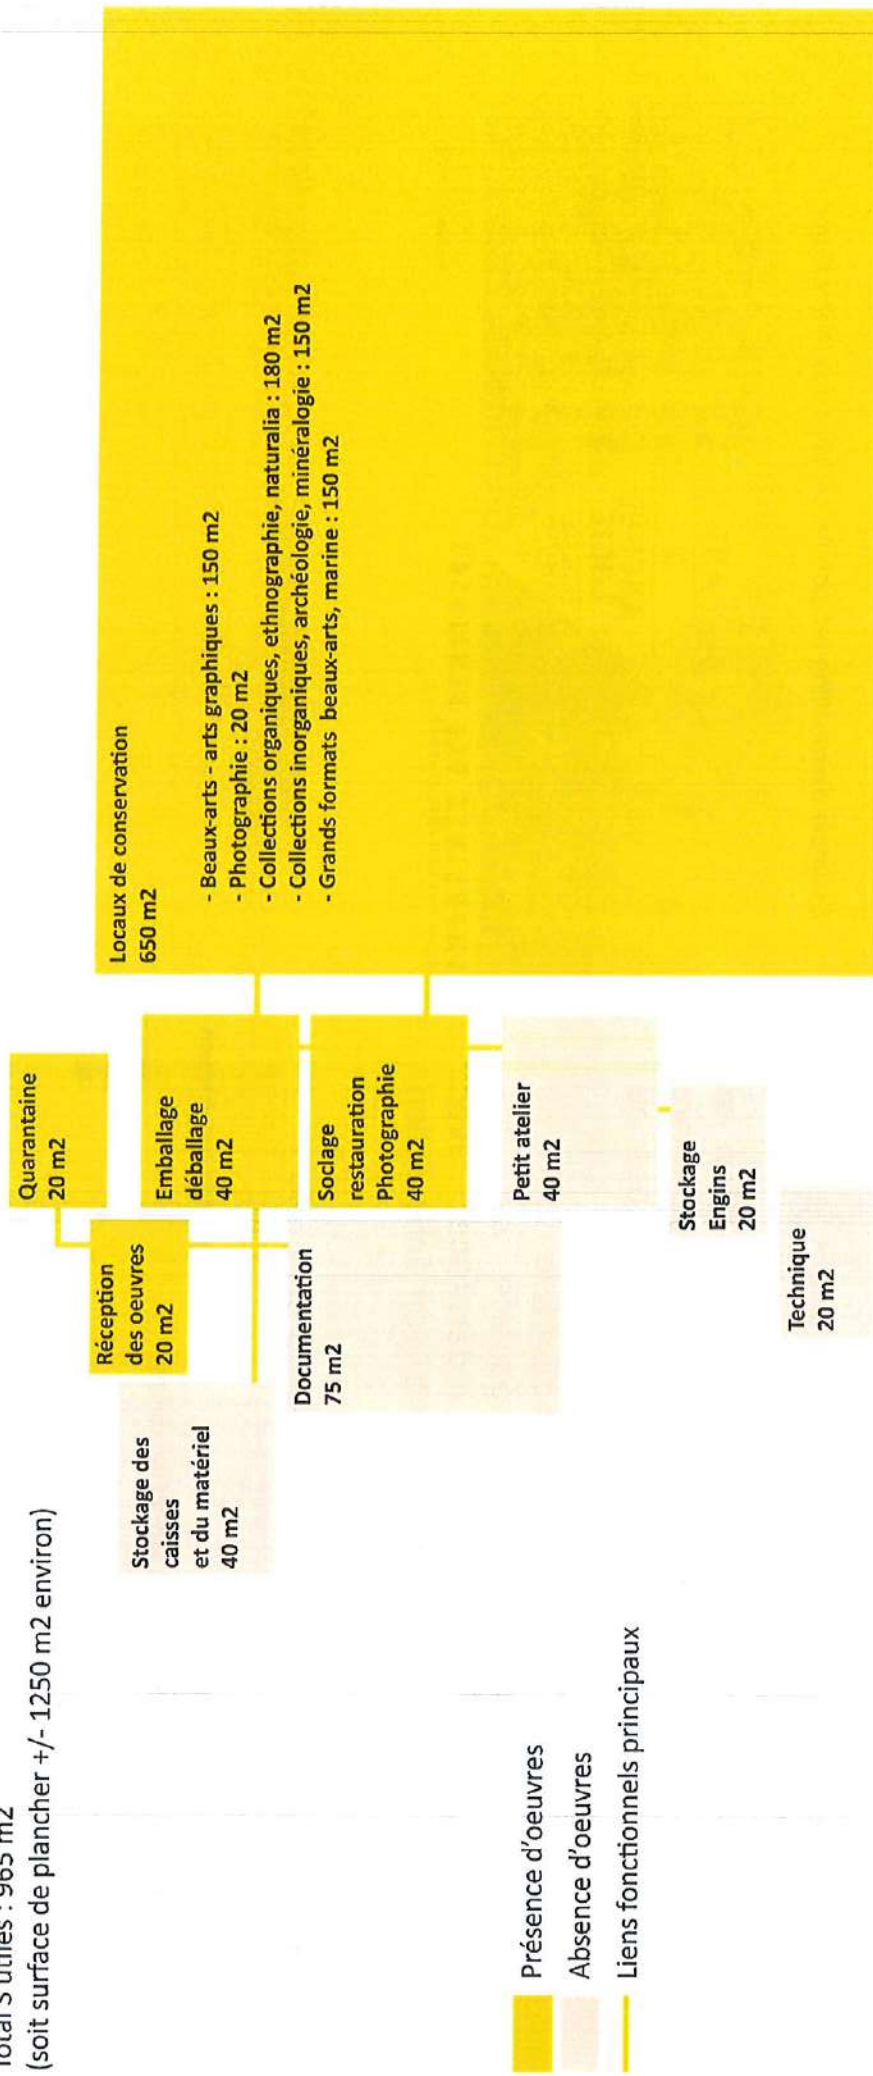 Total S utiles : 965 m2
(soit surface de plancher +/- 1250 m2 environ)
Quarantaine
20 m2
Réception
des oeuvres
20 m2
Stockage des
caisses
et du matériel
40 m2
Emballage
déballage
40 m2
Documentation
75 m2
Soclage
restauration
Photographie
40 m2
Petit atelier
40 m2
Stockage
Engins
20 m2
Technique
20 m2
Locaux de conservation
650 m2
- Beaux-arts - arts graphiques : 150 m2
- Photographie : 20 m2
- Collections organiques, ethnographie, naturalia : 180 m2
- Collections inorganiques, archéologie, minéralogie : 150 m2
- Grands formats beaux-arts, marine : 150 m2
Présence d'oeuvres
Absence d'oeuvres
Liens fonctionnels principaux